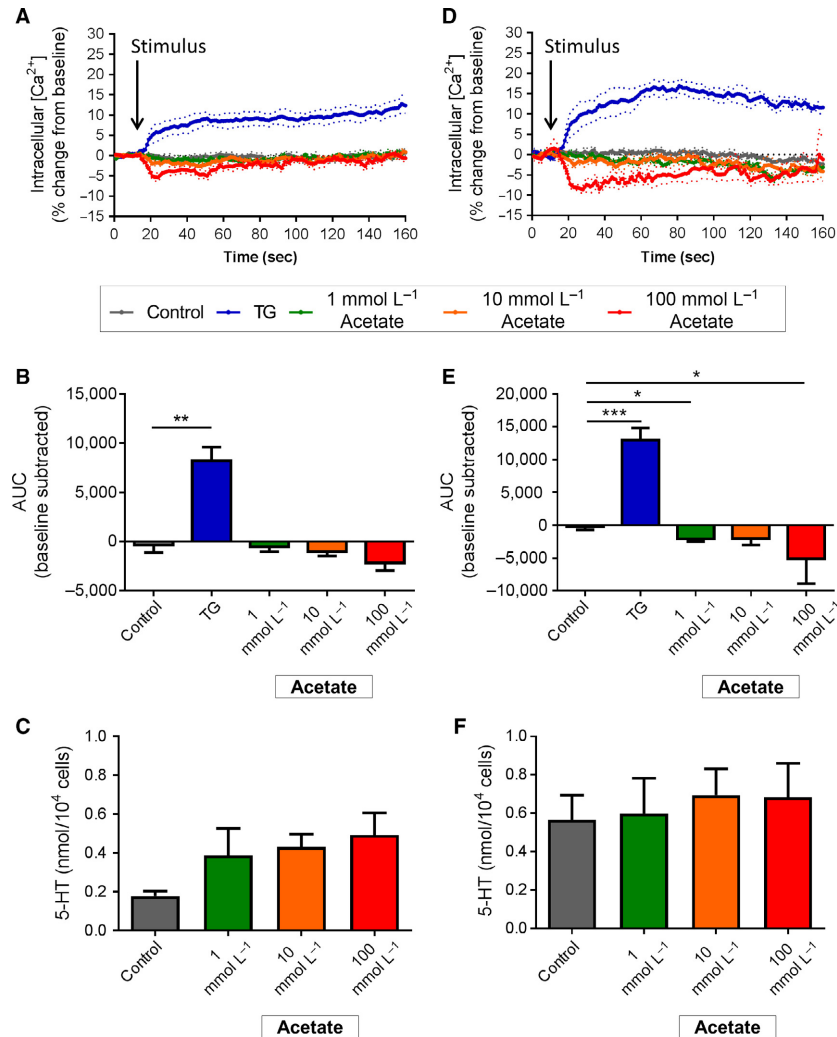 A
Stimulus
Intracellular [Ca²⁺]
(% change from baseline)
30
25
20
15
10
5
0
−5
−10
−15
0 20 40 60 80 100 120 140 160
Time (sec)
D
Stimulus
Intracellular [Ca²⁺]
(% change from baseline)
30
25
20
15
10
5
0
−5
−10
−15
0 20 40 60 80 100 120 140 160
Time (sec)
Control TG 1 mmol L⁻¹ Acetate 10 mmol L⁻¹ Acetate 100 mmol L⁻¹ Acetate
B
AUC
(baseline subtracted)
15,000
10,000
5,000
0
−5,000
**
Control
TG
1 mmol L⁻¹
10 mmol L⁻¹
100 mmol L⁻¹
Acetate
E
AUC
(baseline subtracted)
20,000
15,000
10,000
5,000
0
−5,000
−10,000
*
*
***
Control
TG
1 mmol L⁻¹
10 mmol L⁻¹
100 mmol L⁻¹
Acetate
C
5-HT (nmol/10⁴ cells)
1.0
0.8
0.6
0.4
0.2
0.0
Control
1 mmol L⁻¹
10 mmol L⁻¹
100 mmol L⁻¹
Acetate
F
5-HT (nmol/10⁴ cells)
1.0
0.8
0.6
0.4
0.2
0.0
Control
1 mmol L⁻¹
10 mmol L⁻¹
100 mmol L⁻¹
Acetate